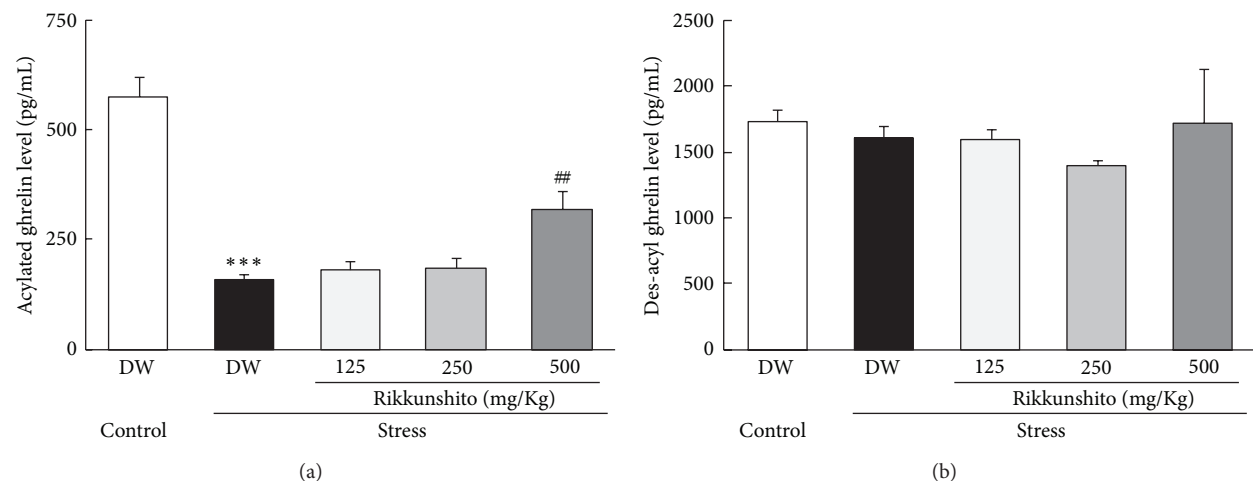 Acylated ghrelin level (pg/mL)
750
500
250
0
***
##
DW
DW
125
250
500
Rikkunshito (mg/Kg)
Control
Stress
(a)
Des-acyl ghrelin level (pg/mL)
2500
2000
1500
1000
500
0
DW
DW
125
250
500
Rikkunshito (mg/Kg)
Control
Stress
(b)